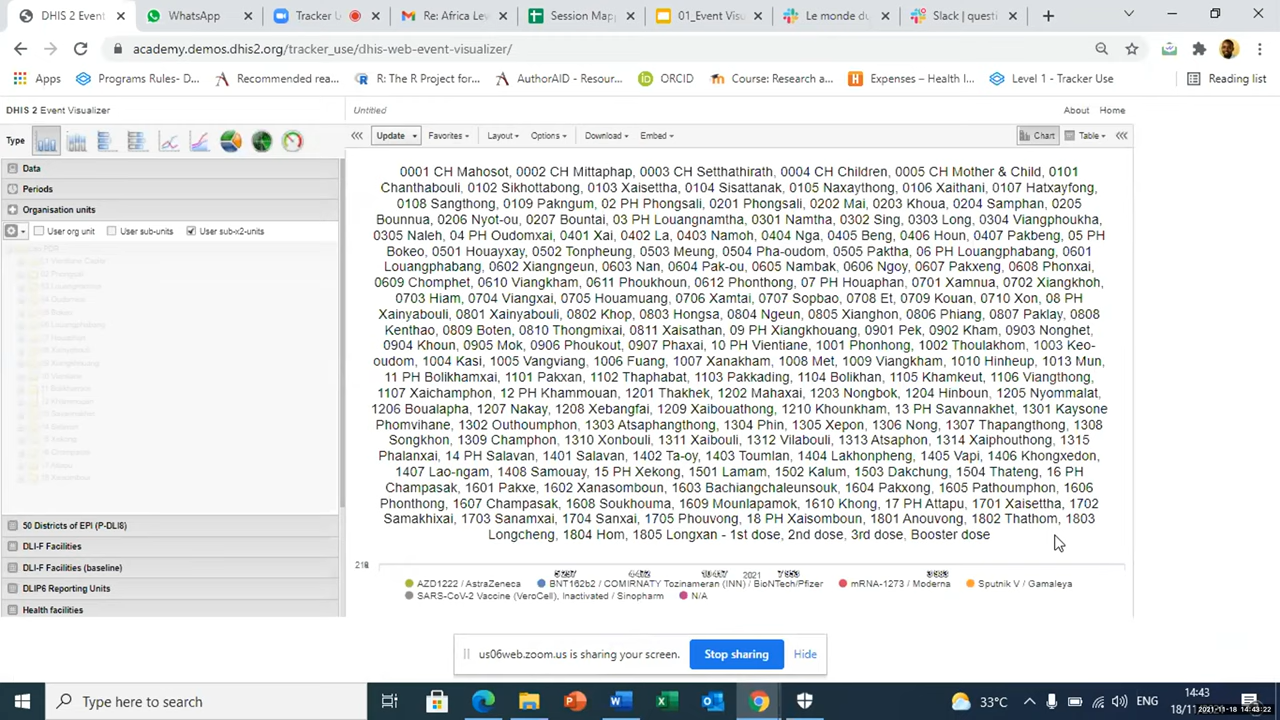 DHIS 2 Event
WhatsApp
Tracker U
Re: Africa Lev
Session Mapp
01_Event Visu
Le monde du
Slack | questi
academy.demos.dhis2.org/tracker_use/dhis-web-event-visualizer/
Apps
Programs Rules- D...
Recommended rea...
R: The R Project for...
AuthorAID - Resour...
ORCID
Course: Research a...
Expenses – Health I...
Level 1 - Tracker Use
Reading list
DHIS 2 Event Visualizer
Untitled
About Home
Type
Update
Favorites
Layout
Options
Download
Embed
Chart
Table
Data
Periods
Organisation units
User org unit
User sub-units
User sub-x2-units
50 Districts of EPI (P-DLI6)
DLI-F Facilities
DLI-F Facilities (baseline)
DLIP6 Reporting Units
Health facilities
0001 CH Mahosot, 0002 CH Mittaphap, 0003 CH Setthathirath, 0004 CH Children, 0005 CH Mother & Child, 0101
Chanthabouli, 0102 Sikhottabong, 0103 Xaisettha, 0104 Sisattanak, 0105 Naxaythong, 0106 Xaithani, 0107 Hatxayfong,
0108 Sangthong, 0109 Pakngum, 02 PH Phongsali, 0201 Phongsali, 0202 Mai, 0203 Khoua, 0204 Samphan, 0205
Bounnua, 0206 Nyot-ou, 0207 Bountai, 03 PH Louangnamtha, 0301 Namtha, 0302 Sing, 0303 Long, 0304 Viangphoukha,
0305 Naleh, 04 PH Oudomxai, 0401 Xai, 0402 La, 0403 Namoh, 0404 Nga, 0405 Beng, 0406 Houn, 0407 Pakbeng, 05 PH
Bokeo, 0501 Houayxay, 0502 Tonpheung, 0503 Meung, 0504 Pha-oudom, 0505 Paktha, 06 PH Louangphabang, 0601
Louangphabang, 0602 Xiangngeun, 0603 Nan, 0604 Pak-ou, 0605 Nambak, 0606 Ngoy, 0607 Pakxeng, 0608 Phonxai,
0609 Chomphet, 0610 Viangkham, 0611 Phoukhoun, 0612 Phonthong, 07 PH Houaphan, 0701 Xamnua, 0702 Xiangkhoh,
0703 Hiam, 0704 Viangxai, 0705 Houamuang, 0706 Xamtai, 0707 Sopbao, 0708 Et, 0709 Kouan, 0710 Xon, 08 PH
Xainyabouli, 0801 Xainyabouli, 0802 Khop, 0803 Hongsa, 0804 Ngeun, 0805 Xianghon, 0806 Phiang, 0807 Paklay, 0808
Kenthao, 0809 Boten, 0810 Thongmixai, 0811 Xaisathan, 09 PH Xiangkhouang, 0901 Pek, 0902 Kham, 0903 Nonghet,
0904 Khoun, 0905 Mok, 0906 Phoukout, 0907 Phaxai, 10 PH Vientiane, 1001 Phonhong, 1002 Thoulakhom, 1003 Keo-
oudom, 1004 Kasi, 1005 Vangviang, 1006 Fuang, 1007 Xanakham, 1008 Met, 1009 Viangkham, 1010 Hinheup, 1013 Mun,
11 PH Bolikhamxai, 1101 Pakxan, 1102 Thaphabat, 1103 Pakkading, 1104 Bolikhan, 1105 Khamkeut, 1106 Viangthong,
1107 Xaichamphon, 12 PH Khammouan, 1201 Thakhek, 1202 Mahaxai, 1203 Nongbok, 1204 Hinboun, 1205 Nyommalat,
1206 Boualapha, 1207 Nakay, 1208 Xebangfai, 1209 Xaibouathong, 1210 Khounkham, 13 PH Savannakhet, 1301 Kaysone
Phomvihane, 1302 Outhoumphon, 1303 Atsaphangthong, 1304 Phin, 1305 Xepon, 1306 Nong, 1307 Thapangthong, 1308
Songkhon, 1309 Champhon, 1310 Xonbouli, 1311 Xaibouli, 1312 Vilabouli, 1313 Atsaphon, 1314 Xaiphouthong, 1315
Phalanxai, 14 PH Salavan, 1401 Salavan, 1402 Ta-oy, 1403 Toumlan, 1404 Lakhonpheng, 1405 Vapi, 1406 Khongxedon,
1407 Lao-ngam, 1408 Samouay, 15 PH Xekong, 1501 Lamam, 1502 Kalum, 1503 Dakchung, 1504 Thateng, 16 PH
Champasak, 1601 Pakxe, 1602 Xanasomboun, 1603 Bachiangchaleunsouk, 1604 Pakxong, 1605 Pathoumphon, 1606
Phonthong, 1607 Champasak, 1608 Soukhouma, 1609 Mounlapamok, 1610 Khong, 17 PH Attapu, 1701 Xaisettha, 1702
Samakhixai, 1703 Sanamxai, 1704 Sanxai, 1705 Phouvong, 18 PH Xaisomboun, 1801 Anouvong, 1802 Thathom, 1803
Longcheng, 1804 Hom, 1805 Longxan - 1st dose, 2nd dose, 3rd dose, Booster dose
2021
AZD1222 / AstraZeneca
BNT162b2 / COMIRNATY Tozinameran (INN) / BioNTech/Pfizer
mRNA-1273 / Moderna
Sputnik V / Gamaleya
SARS-CoV-2 Vaccine (VeroCell), Inactivated / Sinopharm
N/A
us06web.zoom.us is sharing your screen.
Stop sharing
Hide
Type here to search
33°C
ENG
14:43
18/11
2021-11-18 14:43:22